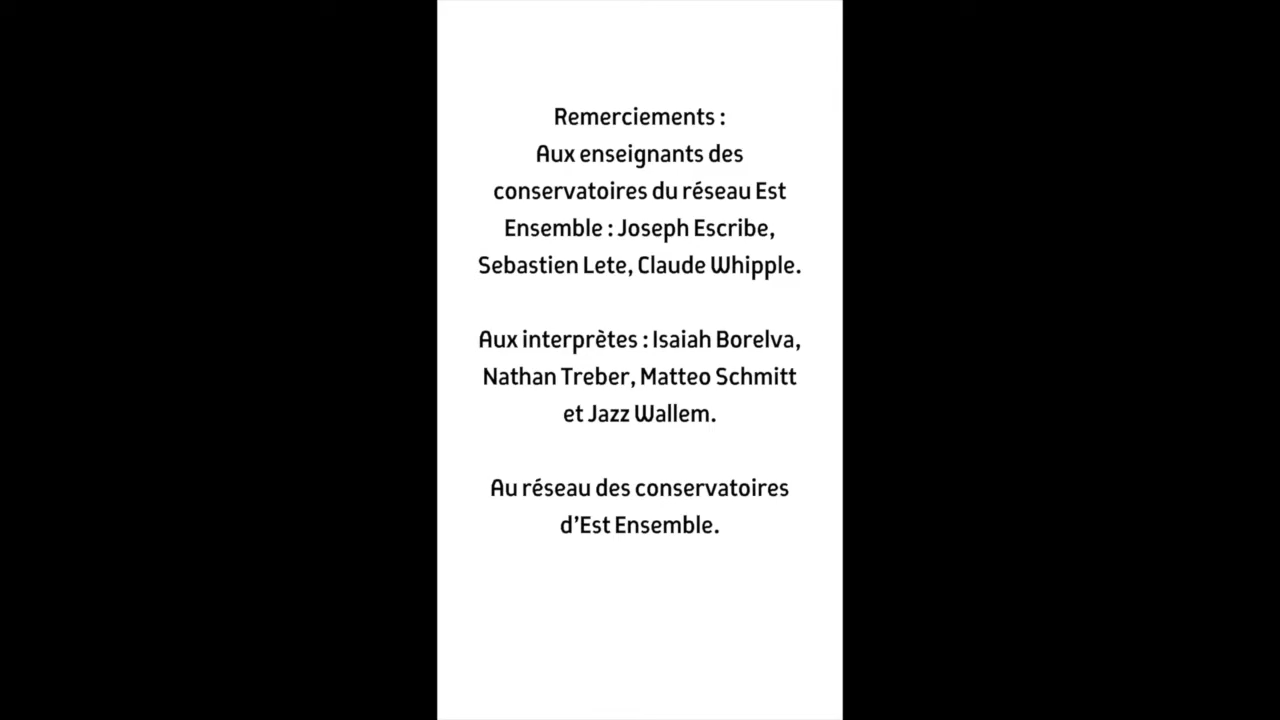 Remerciements :
Aux enseignants des
conservatoires du réseau Est
Ensemble : Joseph Escribe,
Sebastien Lete, Claude Whipple.
Aux interprètes : Isaiah Borelva,
Nathan Treber, Matteo Schmitt
et Jazz Wallem.
Au réseau des conservatoires
d’Est Ensemble.